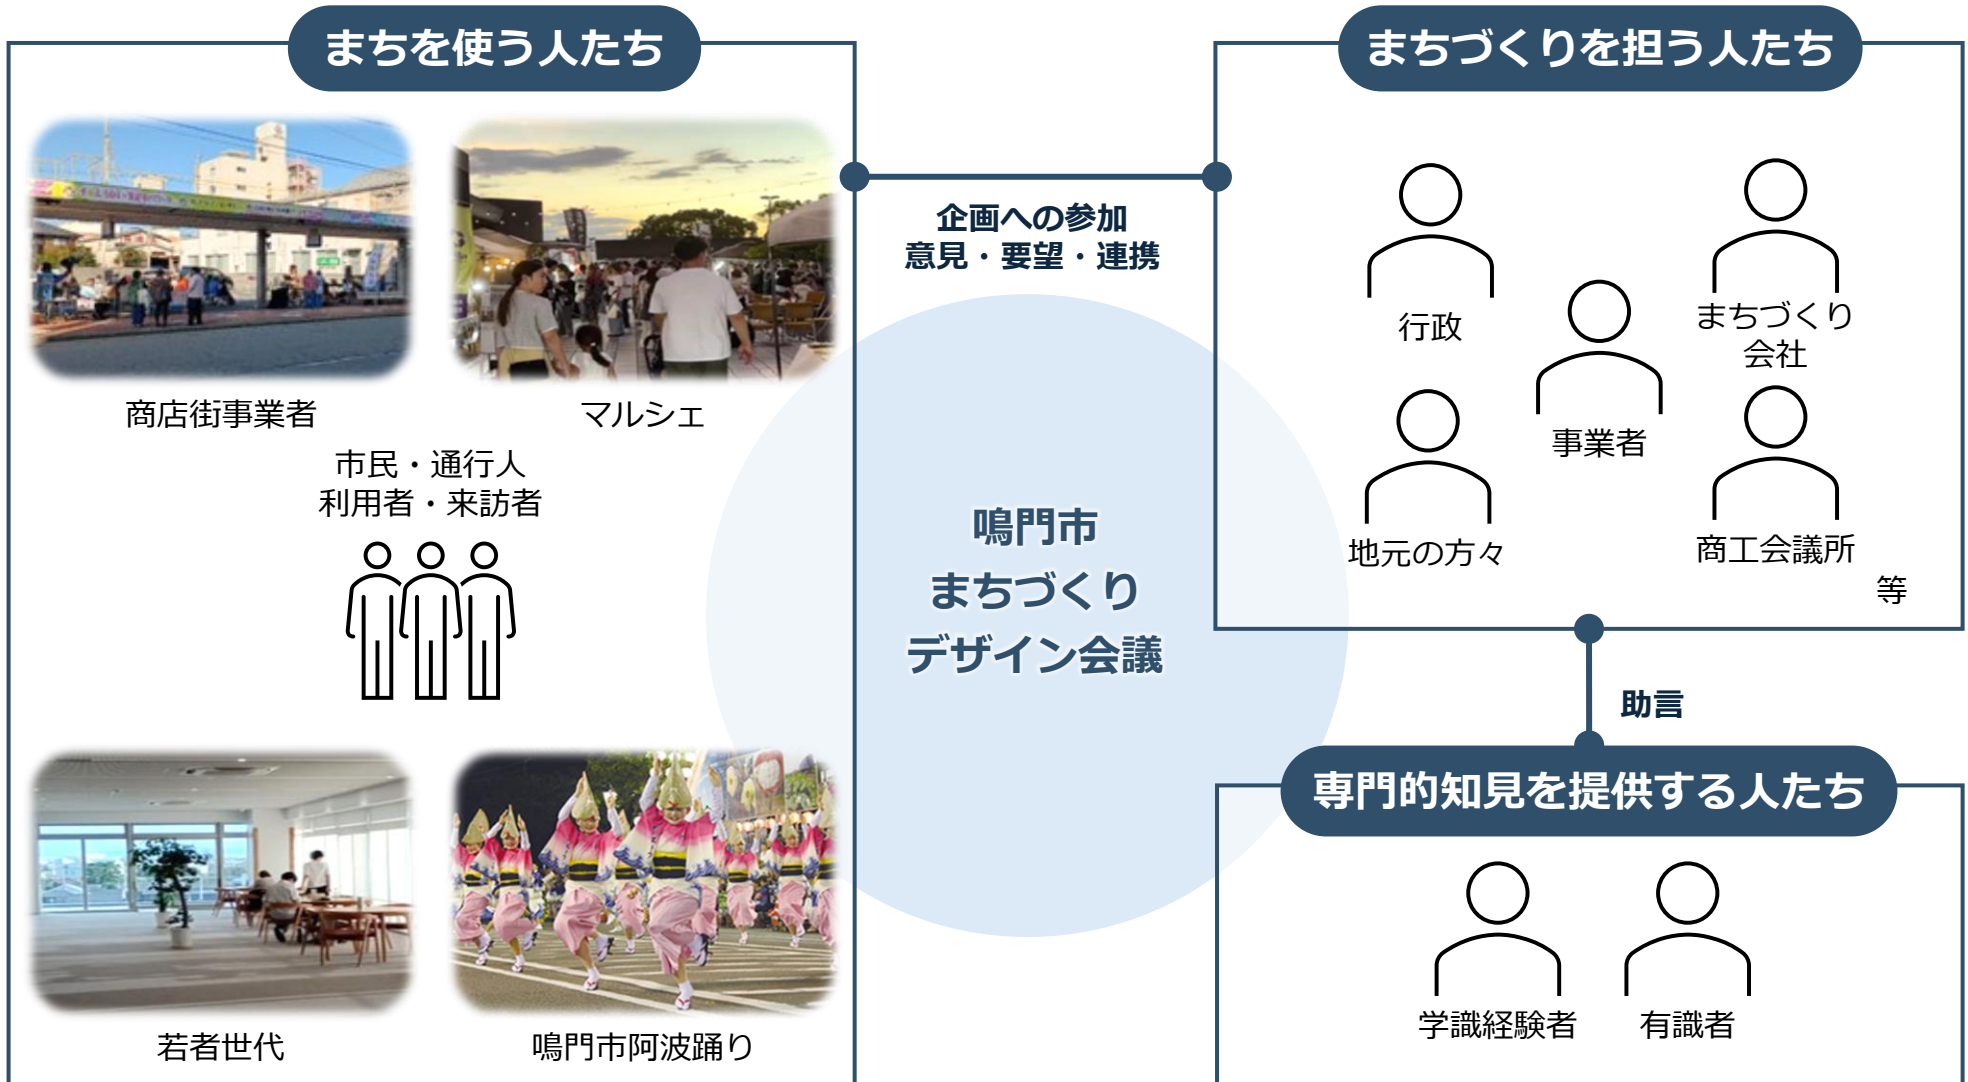 まちを使う人たち
商店街事業者
マルシェ
市民・通行人
利用者・来訪者
若者世代
鳴門市阿波踊り
企画への参加
意見・要望・連携
鳴門市
まちづくり
デザイン会議
まちづくりを担う人たち
行政
まちづくり
会社
事業者
地元の方々
商工会議所
等
助言
専門的知見を提供する人たち
学識経験者
有識者